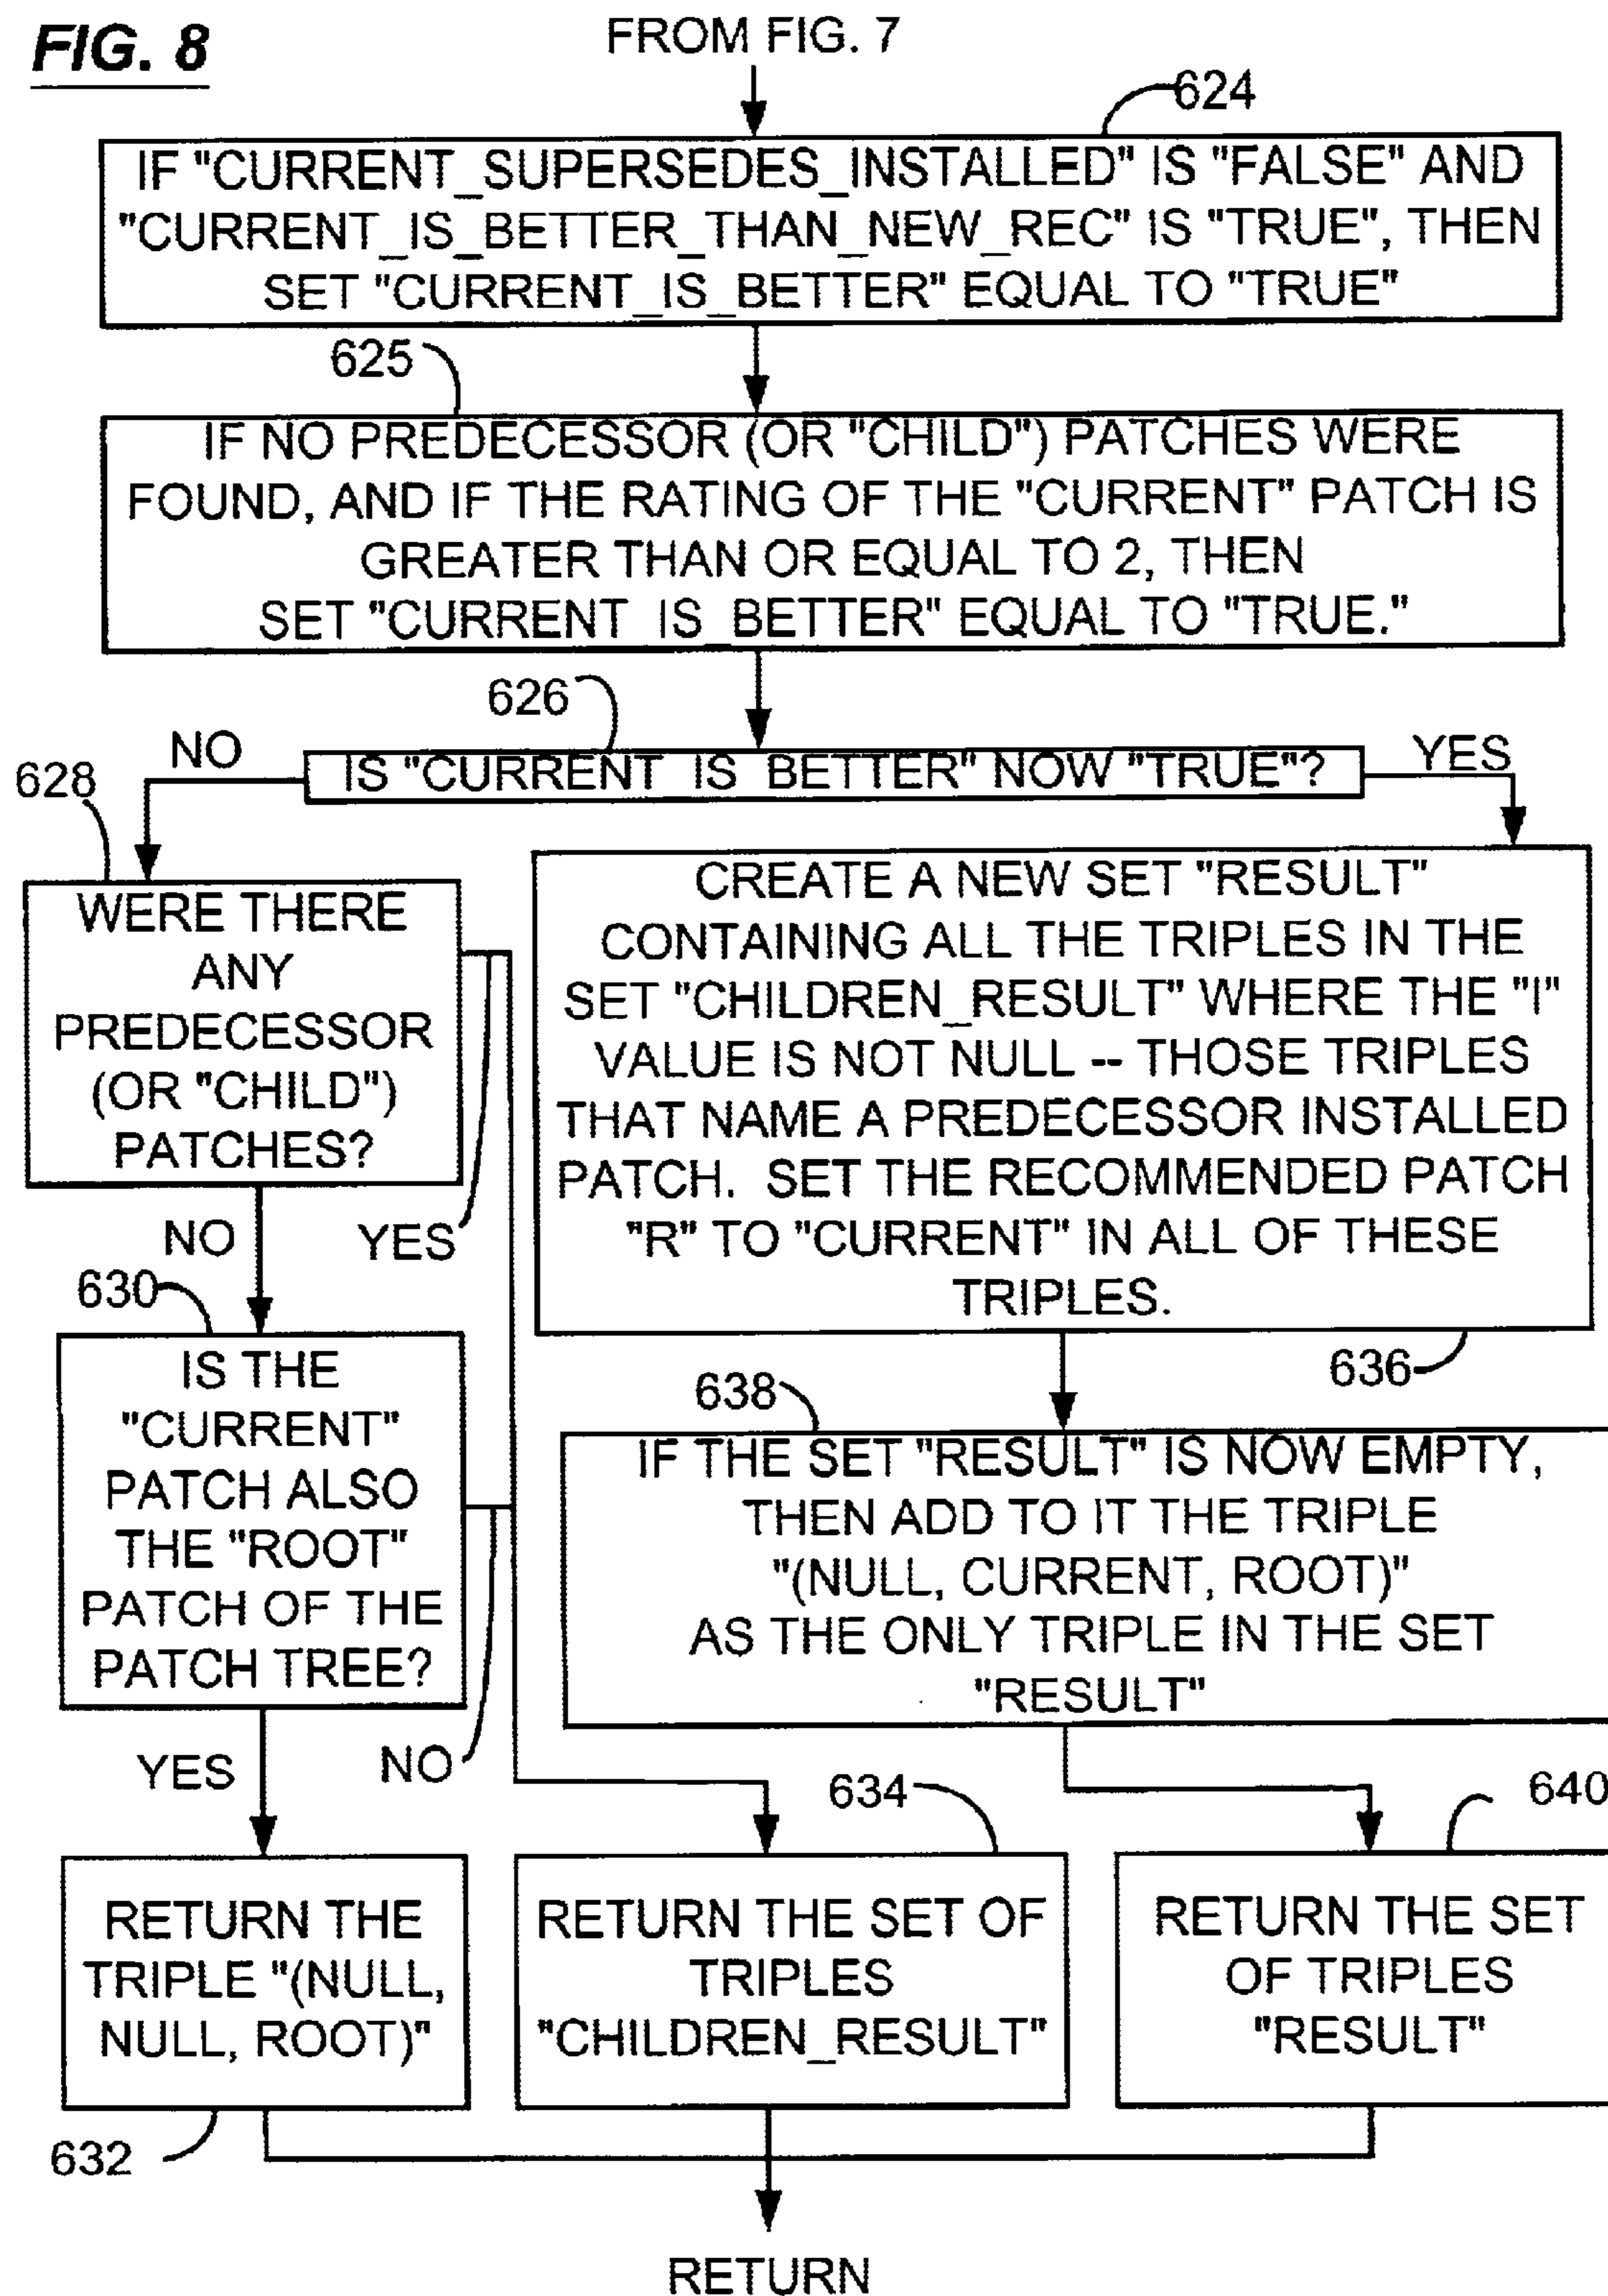 FIG. 8
FROM FIG. 7
624
IF "CURRENT_SUPERSEDES_INSTALLED" IS "FALSE" AND
"CURRENT_IS_BETTER_THAN_NEW_REC" IS "TRUE", THEN
SET "CURRENT_IS_BETTER" EQUAL TO "TRUE"
625
IF NO PREDECESSOR (OR "CHILD") PATCHES WERE
FOUND, AND IF THE RATING OF THE "CURRENT" PATCH IS
GREATER THAN OR EQUAL TO 2, THEN
SET "CURRENT_IS_BETTER" EQUAL TO "TRUE."
626
NO
IS "CURRENT_IS_BETTER" NOW "TRUE"?
YES
628
WERE THERE
ANY
PREDECESSOR
(OR "CHILD")
PATCHES?
NO
YES
630
IS THE
"CURRENT"
PATCH ALSO
THE "ROOT"
PATCH OF THE
PATCH TREE?
YES
NO
CREATE A NEW SET "RESULT"
CONTAINING ALL THE TRIPLES IN THE
SET "CHILDREN_RESULT" WHERE THE "I"
VALUE IS NOT NULL -- THOSE TRIPLES
THAT NAME A PREDECESSOR INSTALLED
PATCH. SET THE RECOMMENDED PATCH
"R" TO "CURRENT" IN ALL OF THESE
TRIPLES.
636
638
IF THE SET "RESULT" IS NOW EMPTY,
THEN ADD TO IT THE TRIPLE
"(NULL, CURRENT, ROOT)"
AS THE ONLY TRIPLE IN THE SET
"RESULT"
634
640
RETURN THE
TRIPLE "(NULL,
NULL, ROOT)"
632
RETURN THE SET OF
TRIPLES
"CHILDREN_RESULT"
RETURN THE SET
OF TRIPLES
"RESULT"
RETURN